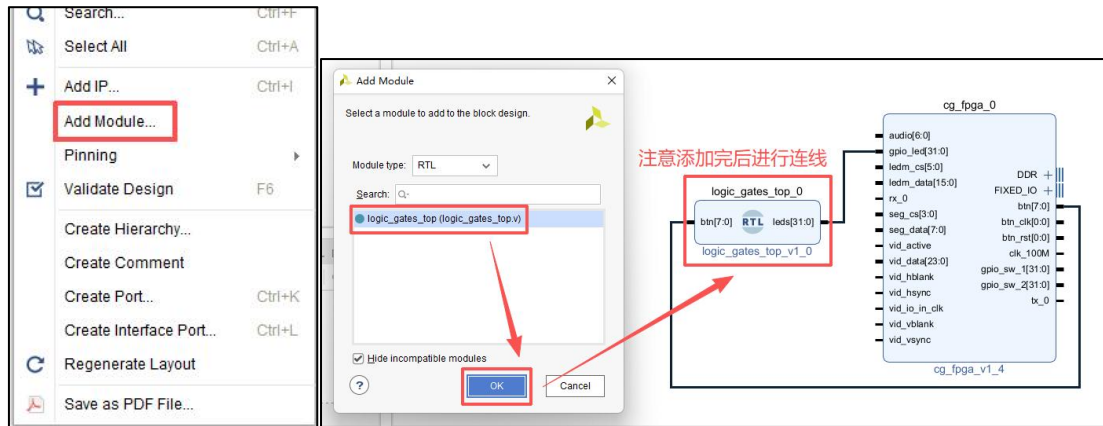 Search... Ctrl+F
Select All Ctrl+A
Add IP... Ctrl+I
Add Module...
Pinning
Validate Design F6
Create Hierarchy...
Create Comment
Create Port... Ctrl+K
Create Interface Port... Ctrl+L
Regenerate Layout
Save as PDF File...
Add Module
Select a module to add to the block design.
Module type: RTL
Search: Q-
logic_gates_top (logic_gates_top.v)
Hide incompatible modules
? OK Cancel
注意添加完后进行连线
logic_gates_top_0
btn[7:0] RTL leds[31:0]
logic_gates_top_v1_0
cg_fpga_0
audio[6:0]
gpio_led[31:0]
ledm_cs[5:0]
ledm_data[15:0]
rx_0
seg_cs[3:0]
seg_data[7:0]
vid_active
vid_data[23:0]
vid_hblank
vid_hsync
vid_io_in_clk
vid_vblank
vid_vsync
DDR
FIXED_IO
btn[7:0]
btn_clk[0:0]
btn_rst[0:0]
clk_100M
gpio_sw_1[31:0]
gpio_sw_2[31:0]
tx_0
cg_fpga_v1_4